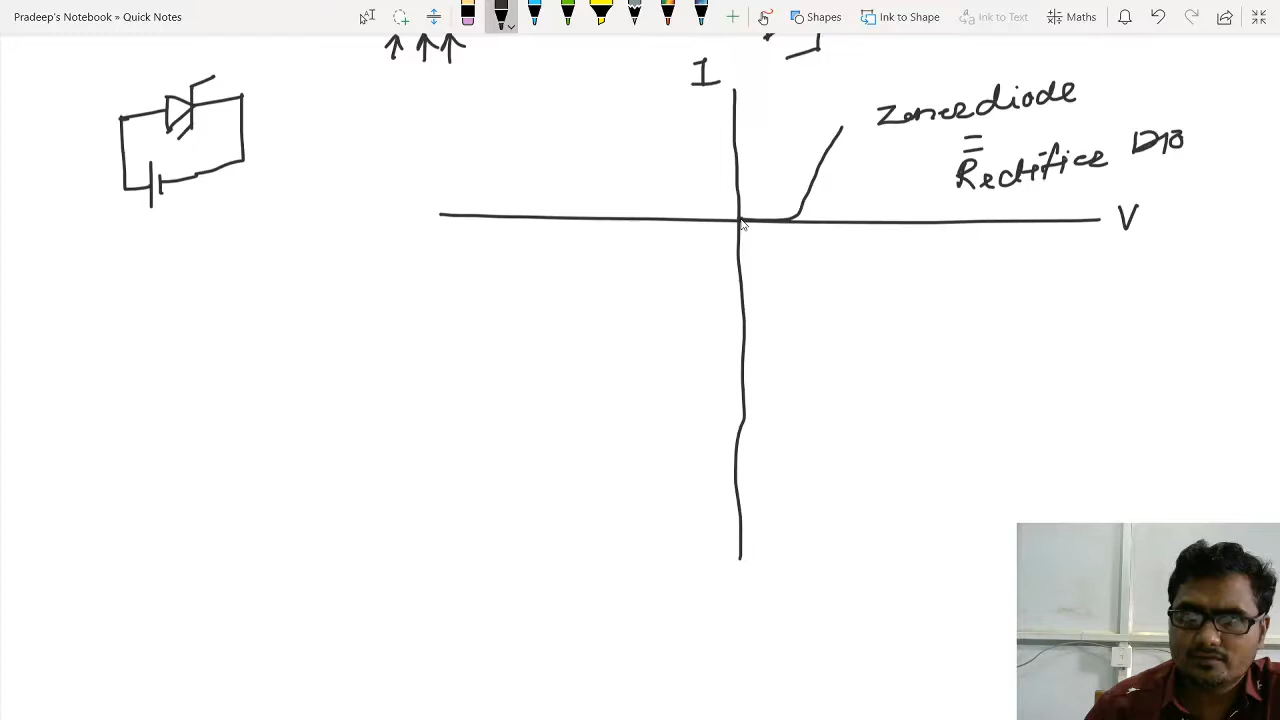 Pradeep's Notebook » Quick Notes
Shapes
Ink to Shape
Ink to Text
Maths
I
Zener diode
=
Rectifier
V